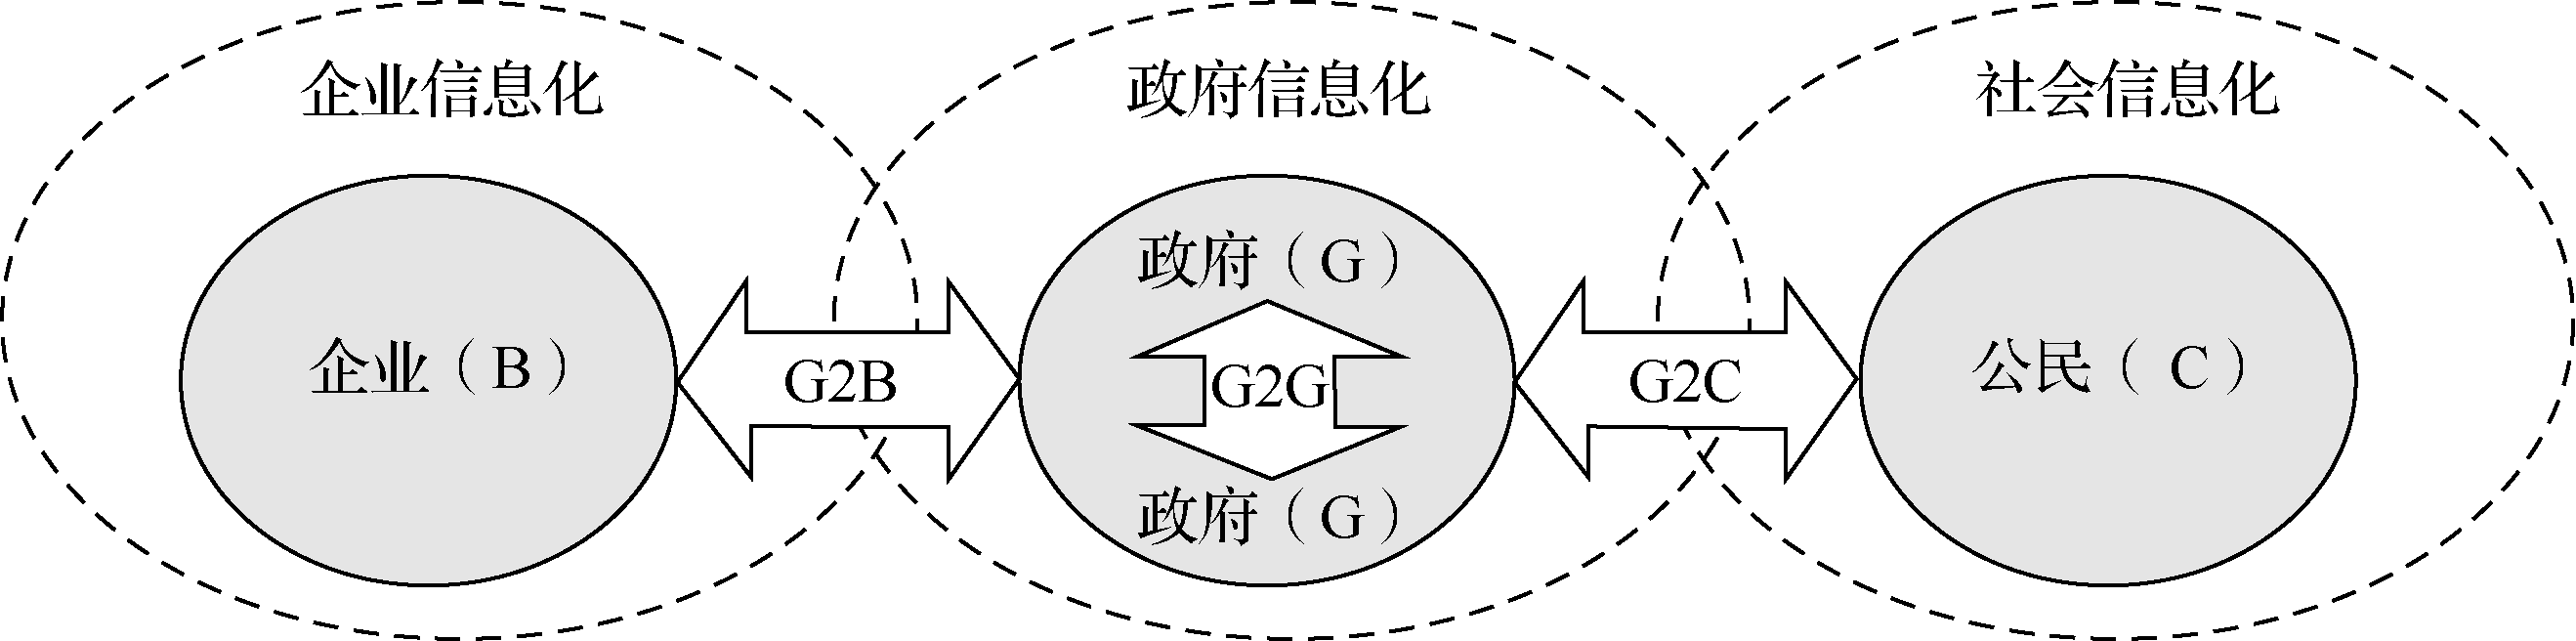 企业信息化
政府信息化
社会信息化
企业（B）
G2B
政府（G）
G2G
政府（G）
G2C
公民（ C）